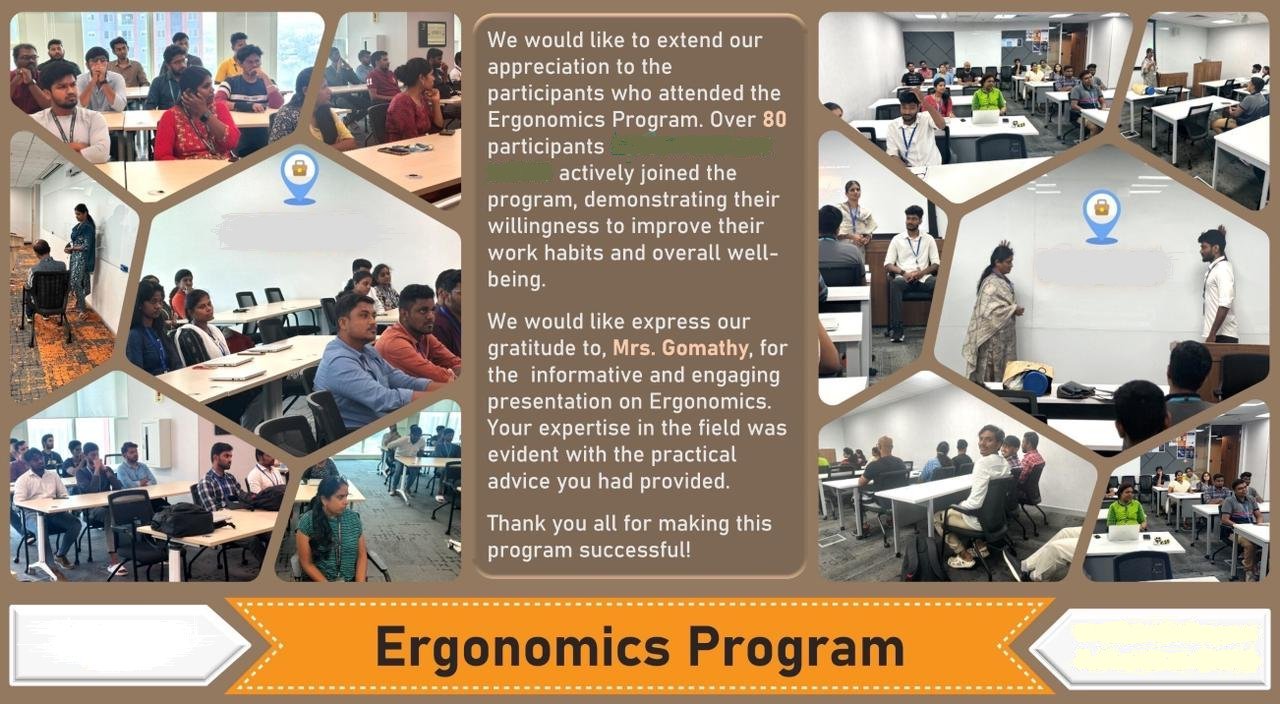 We would like to extend our
appreciation to the
participants who attended the
Ergonomics Program. Over 80
participants
actively joined the
program, demonstrating their
willingness to improve their
work habits and overall well-
being.
We would like express our
gratitude to, Mrs. Gomathy, for
the informative and engaging
presentation on Ergonomics.
Your expertise in the field was
evident with the practical
advice you had provided.
Thank you all for making this
program successful!
Ergonomics Program